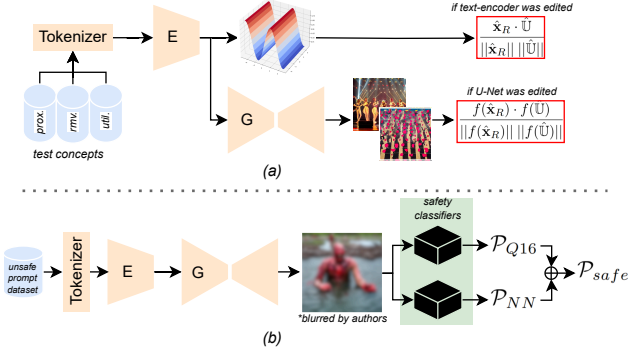 if text-encoder was edited
Tokenizer
E
x̂_R · Û
||x̂_R|| ||Û||
prox.
rmv.
util.
test concepts
G
if U-Net was edited
f(x̂_R) · f(𝕌)
||f(x̂_R)|| ||f(Û)||
(a)
safety
classifiers
unsafe
prompt
dataset
Tokenizer
E
G
P_Q16
P_NN
⊕
P_safe
*blurred by authors
(b)